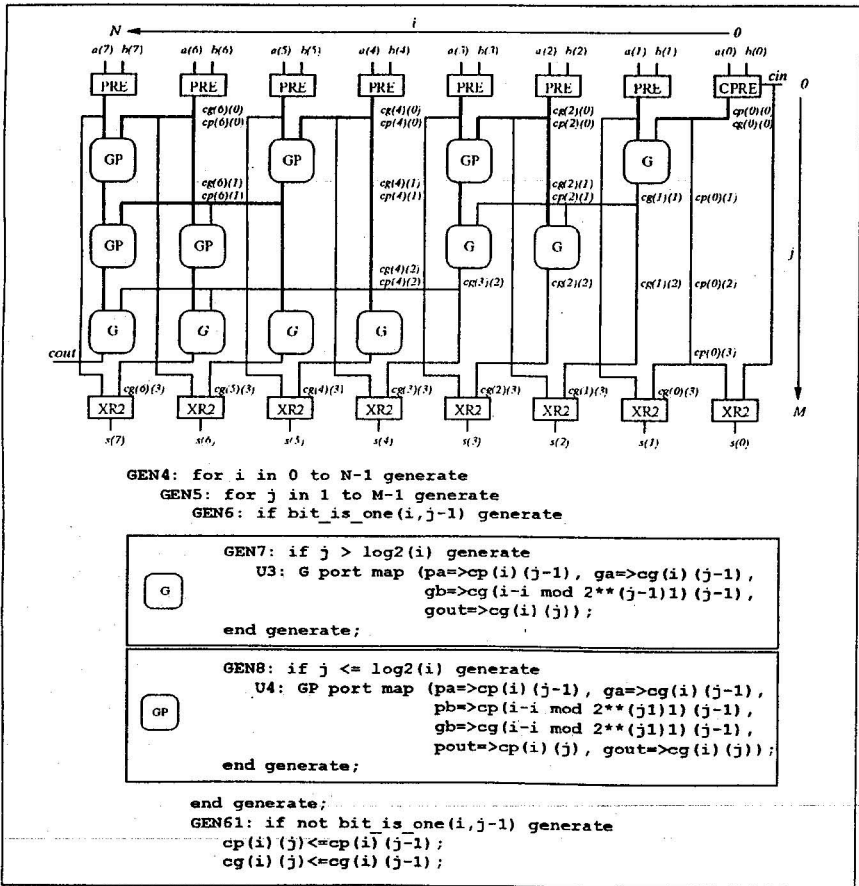 N i 0
a(7) b(7) a(6) b(6) a(5) b(5) a(4) b(4) a(3) b(3) a(2) b(2) a(1) b(1) a(0) b(0)
cin
PRE PRE PRE PRE PRE PRE PRE CPRE 0
cg(6)(0) cg(4)(0) cg(2)(0) cp(0)(0)
cp(6)(0) cp(4)(0) cp(2)(0) cg(0)(0)
GP GP GP G
cg(6)(1) cg(4)(1) cg(2)(1)
cp(6)(1) cp(4)(1) cp(2)(1) cg(1)(1) cp(0)(1)
GP GP G G j
cg(4)(2)
cp(4)(2) cg(3)(2) cg(2)(2) cg(1)(2) cp(0)(2)
G G G G
cout cp(0)(3)
cg(6)(3) cg(5)(3) cg(4)(3) cg(3)(3) cg(2)(3) cg(1)(3) cg(0)(3)
XR2 XR2 XR2 XR2 XR2 XR2 XR2 XR2 M
s(7) s(6) s(5) s(4) s(3) s(2) s(1) s(0)
GEN4: for i in 0 to N-1 generate
GEN5: for j in 1 to M-1 generate
GEN6: if bit_is_one(i,j-1) generate
GEN7: if j > log2(i) generate
G
U3: G port map (pa=>cp(i)(j-1), ga=>cg(i)(j-1),
gb=>cg(i-i mod 2**(j-1)1)(j-1),
gout=>cg(i)(j));
end generate;
GEN8: if j <= log2(i) generate
GP
U4: GP port map (pa=>cp(i)(j-1), ga=>cg(i)(j-1),
pb=>cp(i-i mod 2**(j1)1)(j-1),
gb=>cg(i-i mod 2**(j1)1)(j-1),
pout=>cp(i)(j), gout=>cg(i)(j));
end generate;
end generate;
GEN61: if not bit_is_one(i,j-1) generate
cp(i)(j)<=cp(i)(j-1);
cg(i)(j)<=cg(i)(j-1);